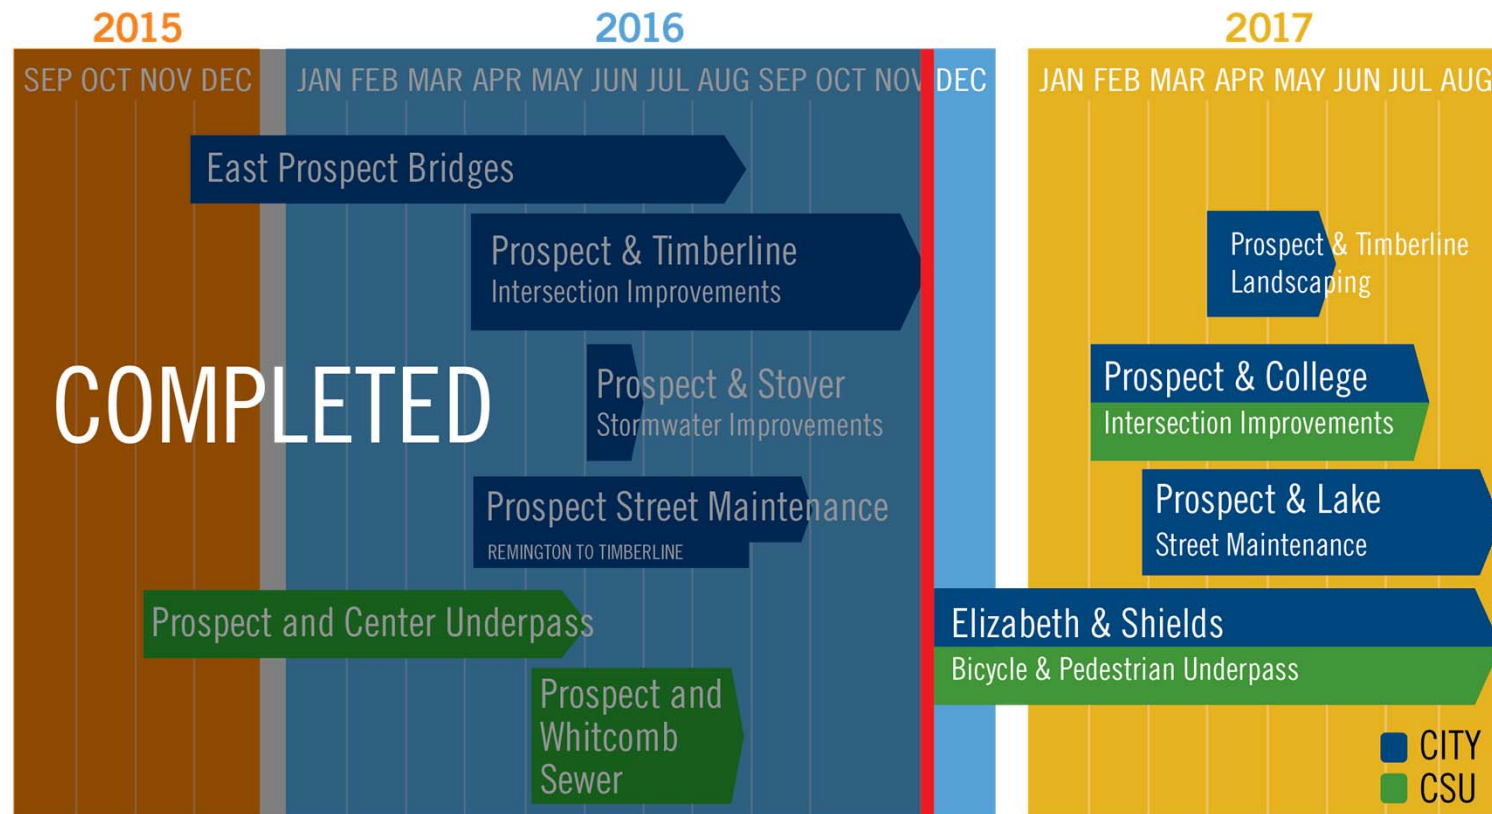 2015
2016
2017
SEP OCT NOV DEC
JAN FEB MAR APR MAY JUN JUL AUG SEP OCT NOV DEC
JAN FEB MAR APR MAY JUN JUL AUG
East Prospect Bridges
Prospect & Timberline
Intersection Improvements
Prospect & Timberline
Landscaping
COMPLETED
Prospect & Stover
Stormwater Improvements
Prospect & College
Intersection Improvements
Prospect Street Maintenance
REMINGTON TO TIMBERLINE
Prospect & Lake
Street Maintenance
Prospect and Center Underpass
Elizabeth & Shields
Bicycle & Pedestrian Underpass
Prospect and
Whitcomb
Sewer
CITY
CSU